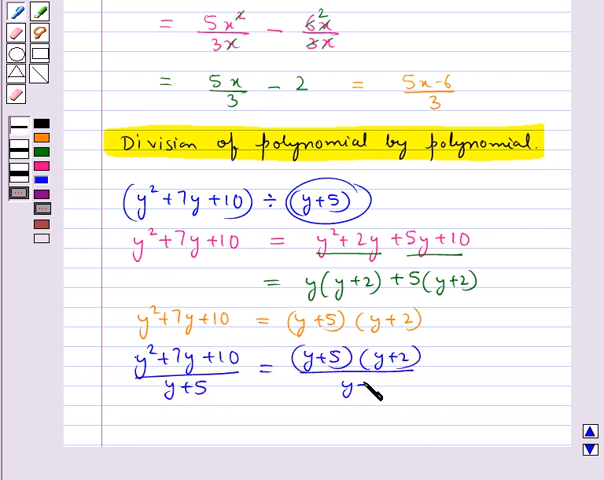 = 5x²/3x - 6x²/3x
= 5x/3 - 2 = 5x-6/3
Division of polynomial by polynomial.
(y²+7y+10) ÷ (y+5)
y²+7y+10 = y²+2y+5y+10
= y(y+2)+5(y+2)
y²+7y+10 = (y+5)(y+2)
y²+7y+10/y+5 = (y+5)(y+2)/y-